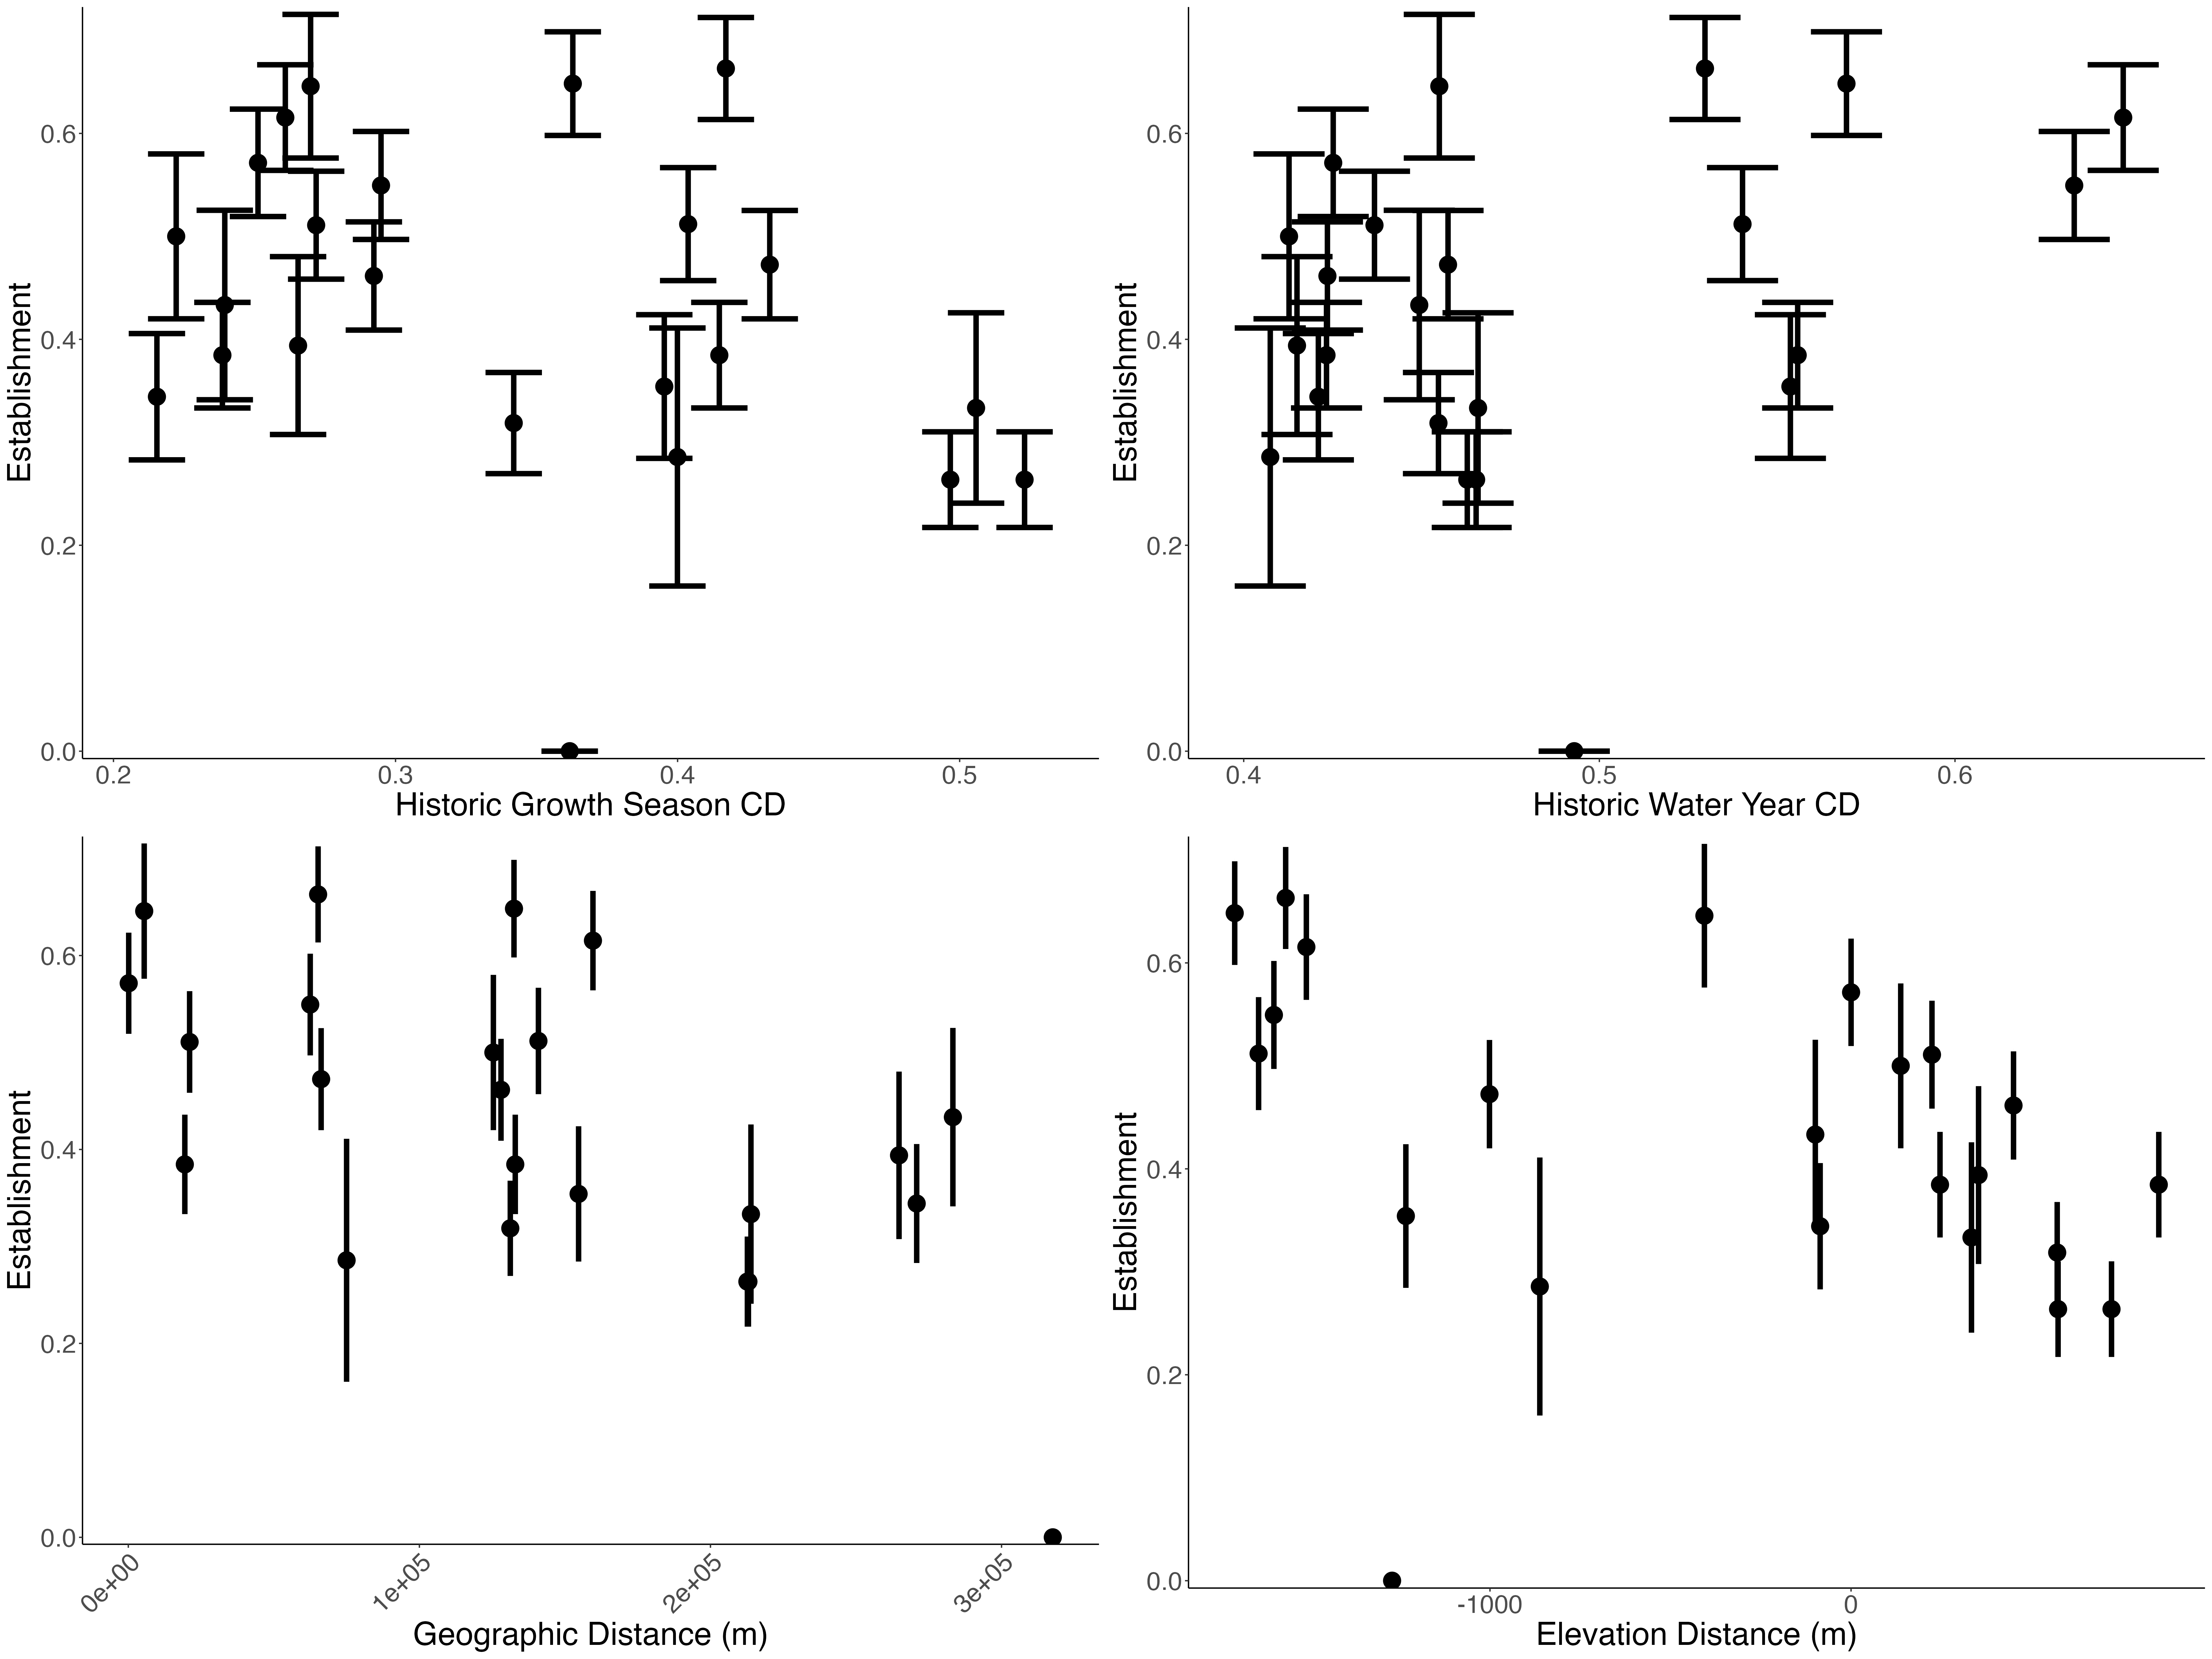 Establishment
0.6
0.4
0.2
0.0
0.2 0.3 0.4 0.5
Historic Growth Season CD
Establishment
0.6
0.4
0.2
0.0
0.4 0.5 0.6
Historic Water Year CD
Establishment
0.6
0.4
0.2
0.0
0e+00 1e+05 2e+05 3e+05
Geographic Distance (m)
Establishment
0.6
0.4
0.2
0.0
-1000 0
Elevation Distance (m)